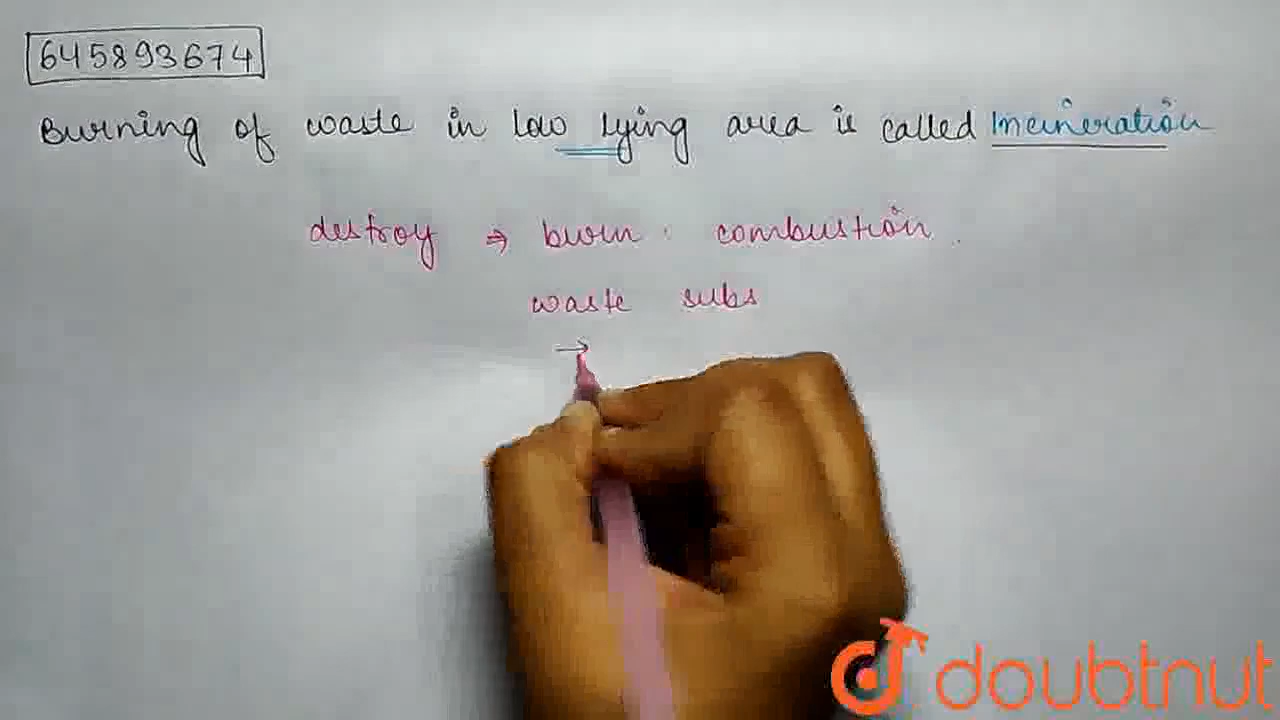 645893674
Burning of waste in low lying area is called Incineration
destroy ⇒ burn. combustion.
waste subs
→
doubtnut